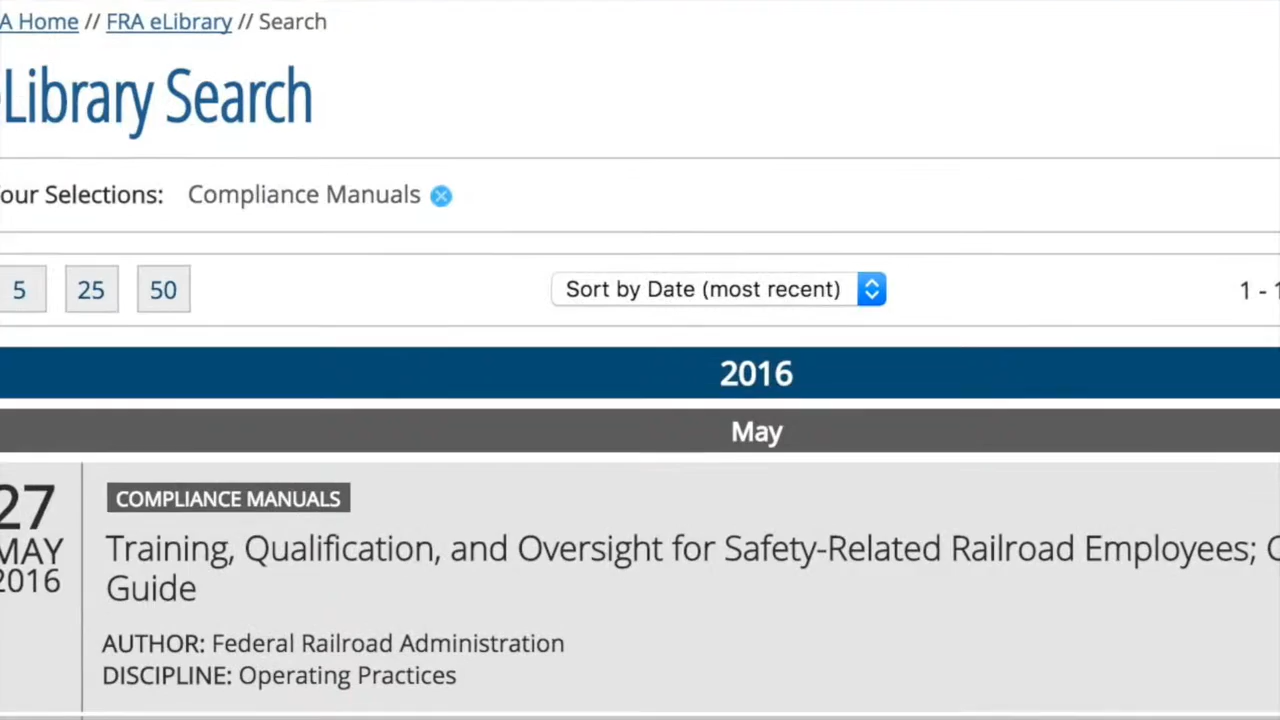 A Home // FRA eLibrary // Search
Library Search
our Selections: Compliance Manuals
5 25 50 Sort by Date (most recent) 1 -
2016
May
27 MAY 2016
COMPLIANCE MANUALS
Training, Qualification, and Oversight for Safety-Related Railroad Employees;
Guide
AUTHOR: Federal Railroad Administration
DISCIPLINE: Operating Practices